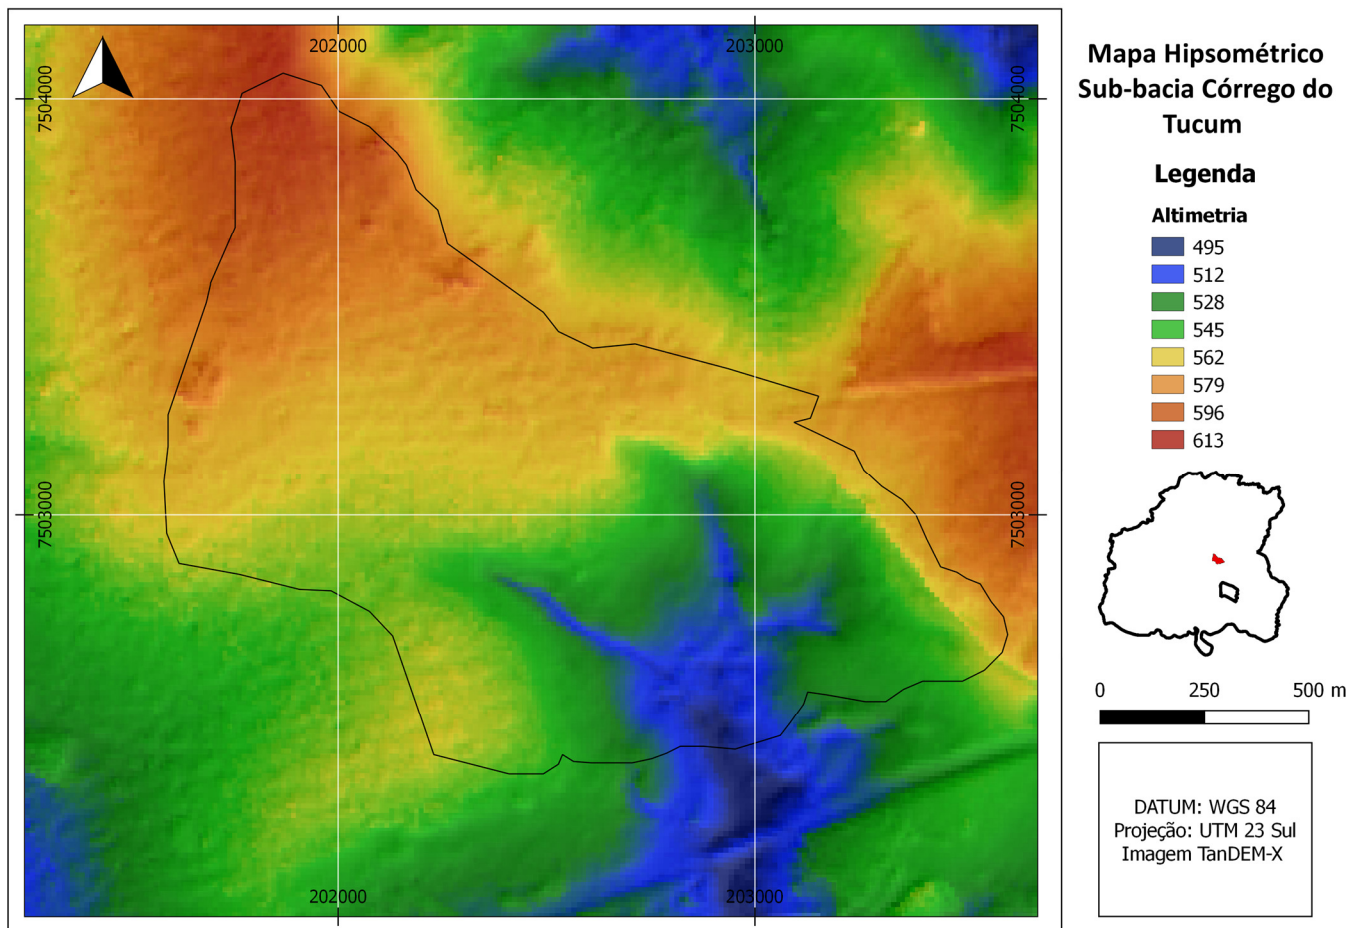 202000
203000
7504000
7504000
7503000
7503000
202000
203000
Mapa Hipsométrico
Sub-bacia Córrego do
Tucum
Legenda
Altimetria
495
512
528
545
562
579
596
613
0 250 500 m
DATUM: WGS 84
Projeção: UTM 23 Sul
Imagem TanDEM-X